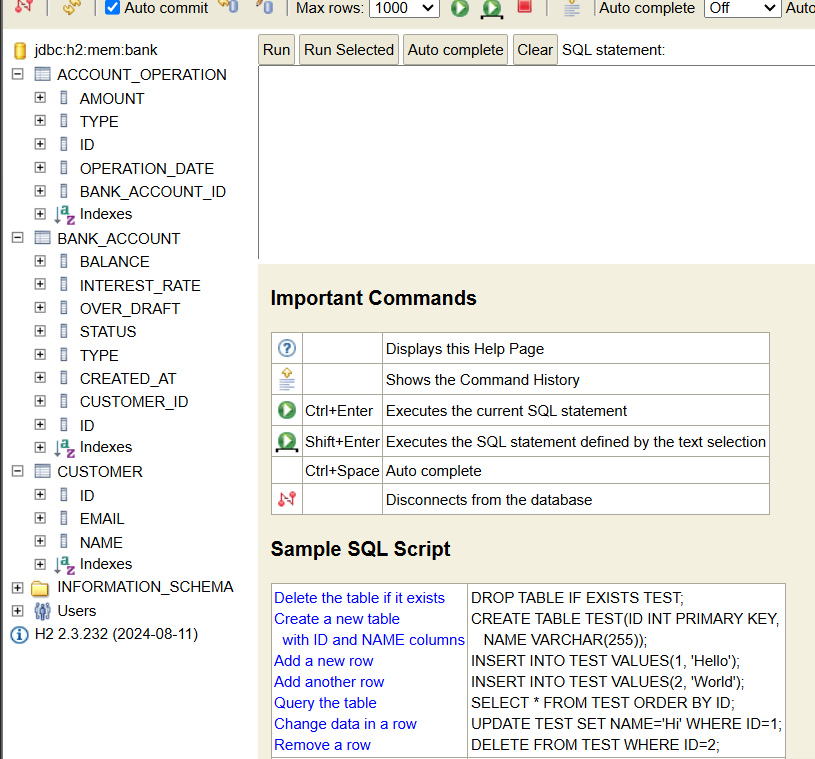 Auto commit Max rows: 1000 Auto complete Off Auto
jdbc:h2:mem:bank
ACCOUNT_OPERATION
AMOUNT
TYPE
ID
OPERATION_DATE
BANK_ACCOUNT_ID
Indexes
BANK_ACCOUNT
BALANCE
INTEREST_RATE
OVER_DRAFT
STATUS
TYPE
CREATED_AT
CUSTOMER_ID
ID
Indexes
CUSTOMER
ID
EMAIL
NAME
Indexes
INFORMATION_SCHEMA
Users
H2 2.3.232 (2024-08-11)
Run Run Selected Auto complete Clear SQL statement:
Important Commands
Displays this Help Page
Shows the Command History
Ctrl+Enter Executes the current SQL statement
Shift+Enter Executes the SQL statement defined by the text selection
Ctrl+Space Auto complete
Disconnects from the database
Sample SQL Script
Delete the table if it exists DROP TABLE IF EXISTS TEST;
Create a new table CREATE TABLE TEST(ID INT PRIMARY KEY,
with ID and NAME columns NAME VARCHAR(255));
Add a new row INSERT INTO TEST VALUES(1, 'Hello');
Add another row INSERT INTO TEST VALUES(2, 'World');
Query the table SELECT * FROM TEST ORDER BY ID;
Change data in a row UPDATE TEST SET NAME='Hi' WHERE ID=1;
Remove a row DELETE FROM TEST WHERE ID=2;